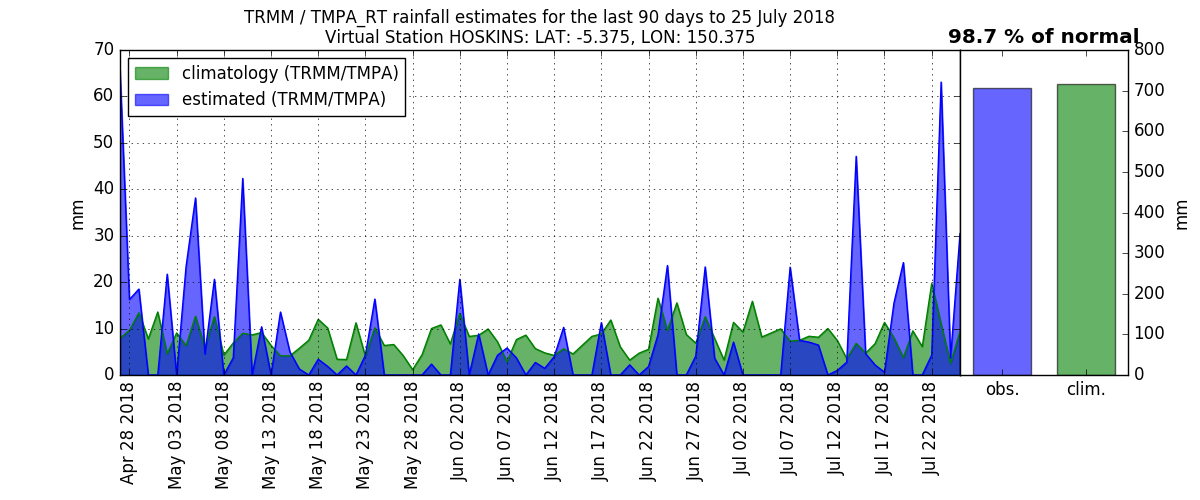 TRMM / TMPA_RT rainfall estimates for the last 90 days to 25 July 2018
Virtual Station HOSKINS: LAT: -5.375, LON: 150.375
98.7 % of normal
climatology (TRMM/TMPA)
estimated (TRMM/TMPA)
70
60
50
40
30
20
10
0
mm
Apr 28 2018
May 03 2018
May 08 2018
May 13 2018
May 18 2018
May 23 2018
May 28 2018
Jun 02 2018
Jun 07 2018
Jun 12 2018
Jun 17 2018
Jun 22 2018
Jun 27 2018
Jul 02 2018
Jul 07 2018
Jul 12 2018
Jul 17 2018
Jul 22 2018
obs.
clim.
800
700
600
500
400
300
200
100
0
mm